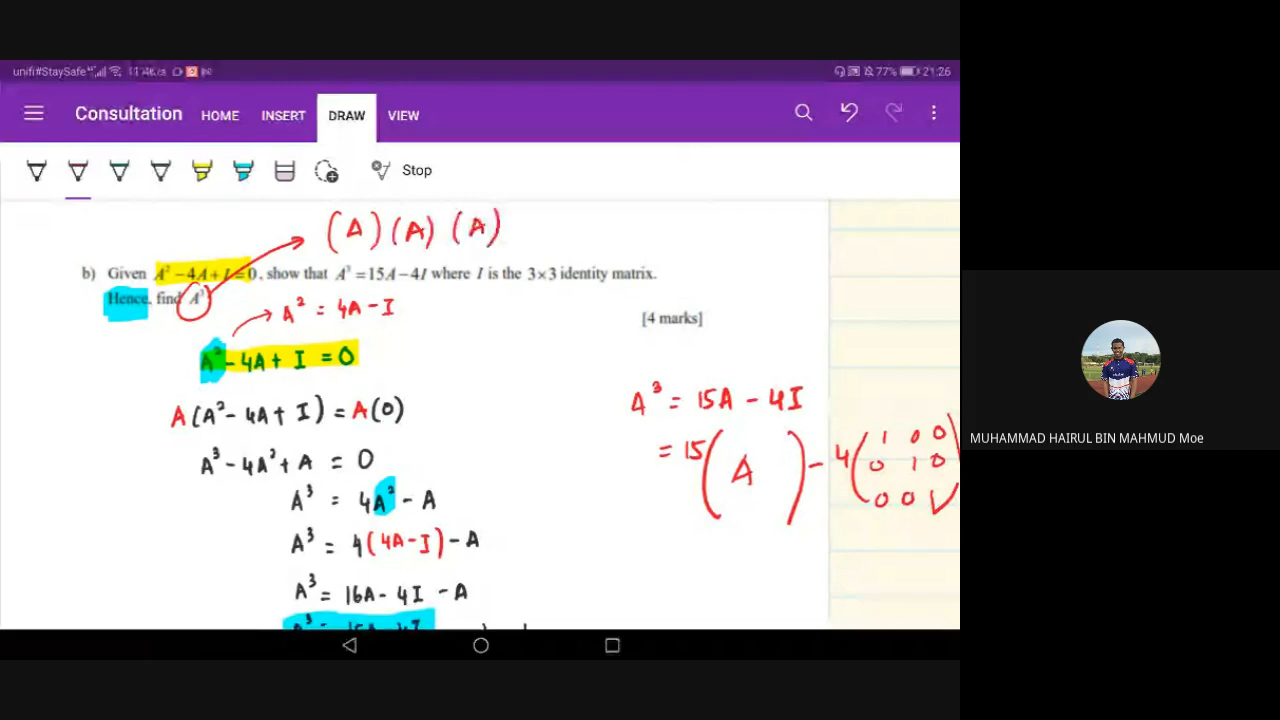 unifi#StaySafe 77% 21:26
Consultation HOME INSERT DRAW VIEW
Stop
(A) (A) (A)
b) Given A² − 4A + I = 0, show that A³ = 15A − 4I where I is the 3×3 identity matrix.
Hence, find A³
[4 marks]
A² = 4A − I
A² − 4A + I = 0
A(A² − 4A + I) = A(0)
A³ − 4A² + A = 0
A³ = 4A² − A
A³ = 4(4A − I) − A
A³ = 16A − 4I − A
A³ = 15A − 4I
A³ = 15A − 4I
= 15( A ) − 4( 1 0 0
0 1 0
0 0 1
MUHAMMAD HAIRUL BIN MAHMUD Moe